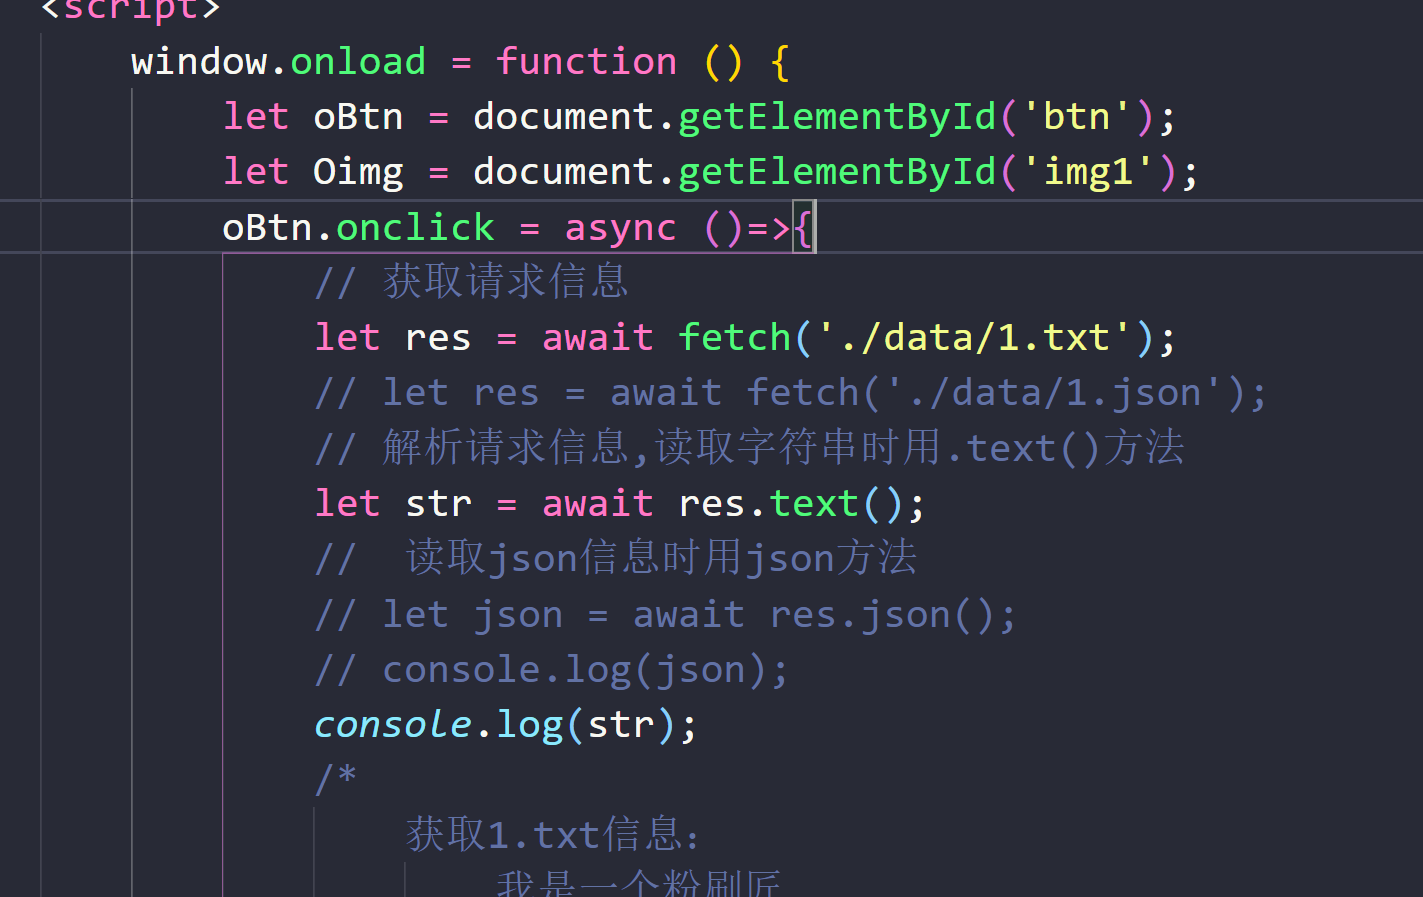 <script>
window.onload = function () {
let oBtn = document.getElementById('btn');
let Oimg = document.getElementById('img1');
oBtn.onclick = async ()=>{
// 获取请求信息
let res = await fetch('./data/1.txt');
// let res = await fetch('./data/1.json');
// 解析请求信息,读取字符串时用.text()方法
let str = await res.text();
//  读取json信息时用json方法
// let json = await res.json();
// console.log(json);
console.log(str);
/*
获取1.txt信息：
我是一个粉刷匠